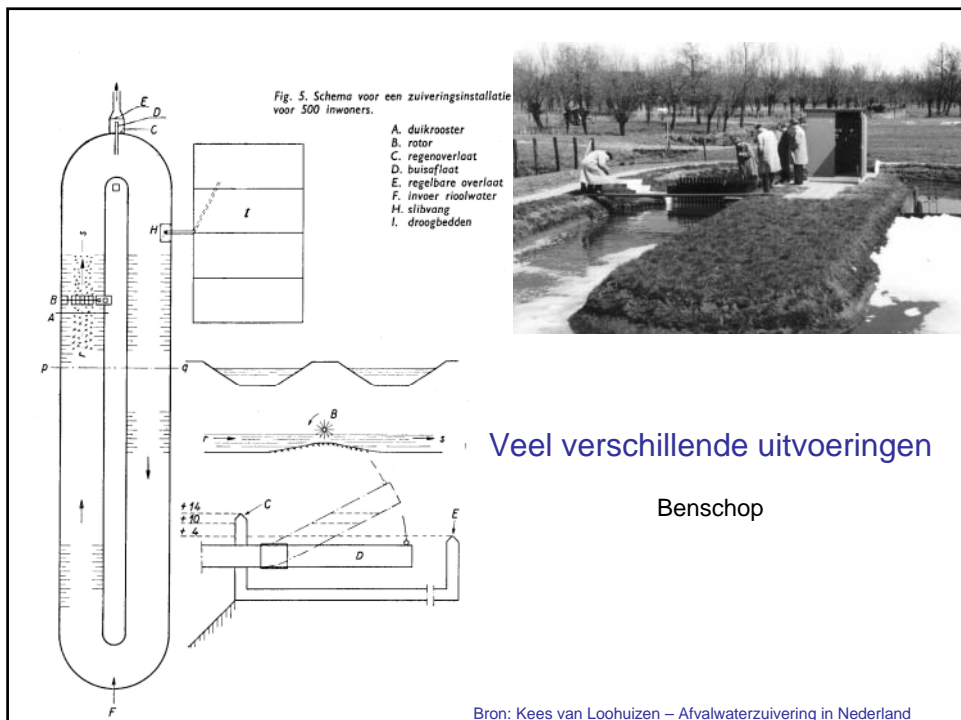 Fig. 5. Schema voor een zuiveringsinstallatie
voor 500 inwoners.
A. duikrooster
B. rotor
C. regenoverlaat
D. buisaflaat
E. regelbare overlaat
F. invoer rioolwater
H. slibvang
I. droogbedden
E
D
C
I
H
s
B
A
r
p
q
B
r
s
+14
+10
+4
C
E
D
F
Veel verschillende uitvoeringen
Benschop
Bron: Kees van Loohuizen – Afvalwaterzuivering in Nederland